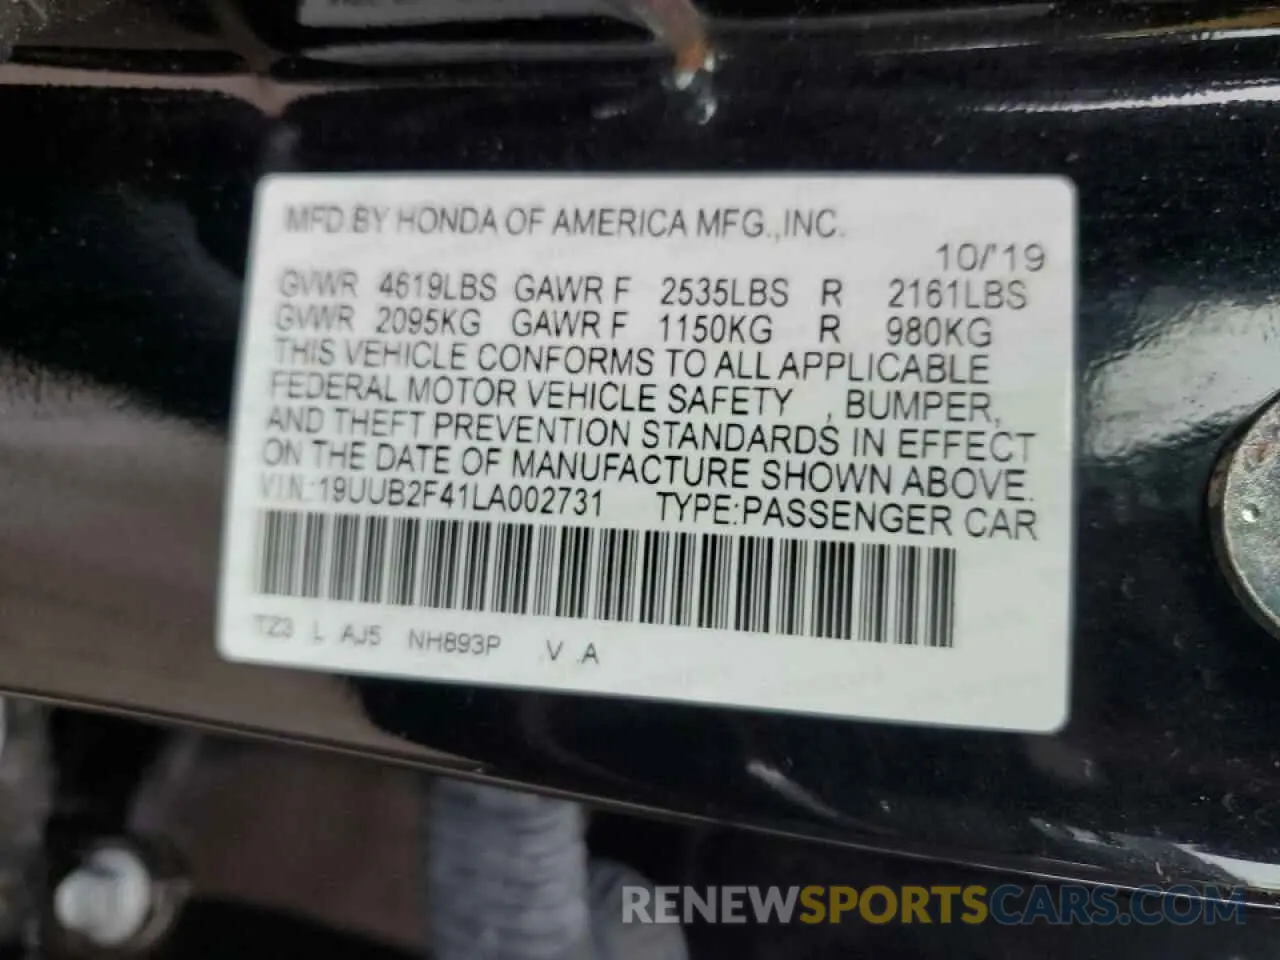 MFD.BY HONDA OF AMERICA MFG.,INC.
10/'19
GVWR 4619LBS GAWR F 2535LBS R 2161LBS
GVWR 2095KG GAWR F 1150KG R 980KG
THIS VEHICLE CONFORMS TO ALL APPLICABLE
FEDERAL MOTOR VEHICLE SAFETY , BUMPER,
AND THEFT PREVENTION STANDARDS IN EFFECT
ON THE DATE OF MANUFACTURE SHOWN ABOVE.
V.I.N.:19UUB2F41LA002731 TYPE:PASSENGER CAR
TZ3 L AJ5 NH893P .V .A
RENEWSPORTSCARS.COM